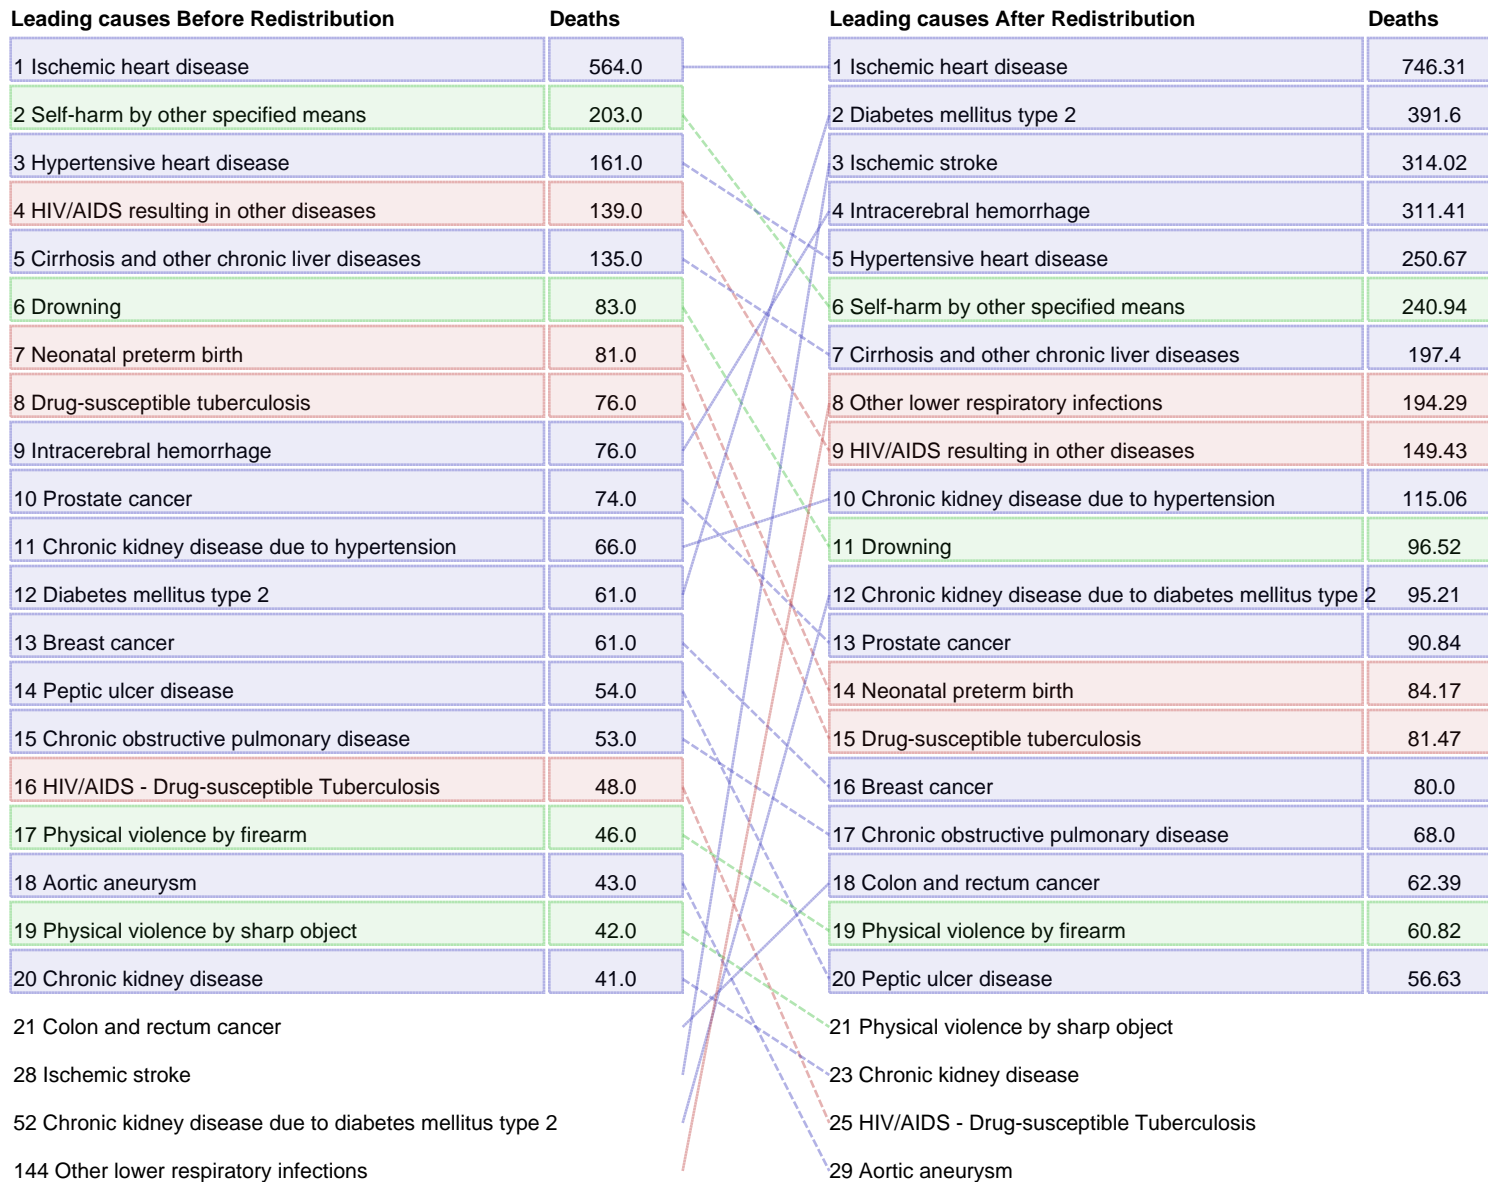 Leading causes Before Redistribution Deaths Leading causes After Redistribution Deaths
1 Ischemic heart disease 564.0 1 Ischemic heart disease 746.31
2 Self-harm by other specified means 203.0 2 Diabetes mellitus type 2 391.6
3 Hypertensive heart disease 161.0 3 Ischemic stroke 314.02
4 HIV/AIDS resulting in other diseases 139.0 4 Intracerebral hemorrhage 311.41
5 Cirrhosis and other chronic liver diseases 135.0 5 Hypertensive heart disease 250.67
6 Drowning 83.0 6 Self-harm by other specified means 240.94
7 Neonatal preterm birth 81.0 7 Cirrhosis and other chronic liver diseases 197.4
8 Drug-susceptible tuberculosis 76.0 8 Other lower respiratory infections 194.29
9 Intracerebral hemorrhage 76.0 9 HIV/AIDS resulting in other diseases 149.43
10 Prostate cancer 74.0 10 Chronic kidney disease due to hypertension 115.06
11 Chronic kidney disease due to hypertension 66.0 11 Drowning 96.52
12 Diabetes mellitus type 2 61.0 12 Chronic kidney disease due to diabetes mellitus type 2 95.21
13 Breast cancer 61.0 13 Prostate cancer 90.84
14 Peptic ulcer disease 54.0 14 Neonatal preterm birth 84.17
15 Chronic obstructive pulmonary disease 53.0 15 Drug-susceptible tuberculosis 81.47
16 HIV/AIDS - Drug-susceptible Tuberculosis 48.0 16 Breast cancer 80.0
17 Physical violence by firearm 46.0 17 Chronic obstructive pulmonary disease 68.0
18 Aortic aneurysm 43.0 18 Colon and rectum cancer 62.39
19 Physical violence by sharp object 42.0 19 Physical violence by firearm 60.82
20 Chronic kidney disease 41.0 20 Peptic ulcer disease 56.63
21 Colon and rectum cancer 21 Physical violence by sharp object
28 Ischemic stroke 23 Chronic kidney disease
52 Chronic kidney disease due to diabetes mellitus type 2 25 HIV/AIDS - Drug-susceptible Tuberculosis
144 Other lower respiratory infections 29 Aortic aneurysm